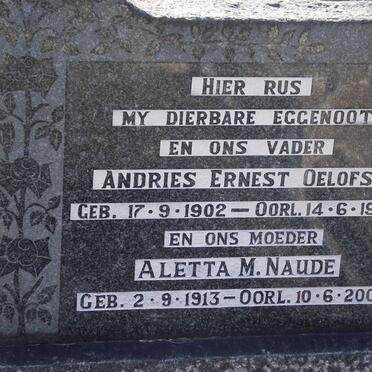 HIER RUS
MY DIERBARE EGGENOOT
EN ONS VADER
ANDRIES ERNEST OELOFS
GEB. 17·9·1902 — OORL. 14·6·19
EN ONS MOEDER
ALETTA M. NAUDE
GEB. 2·9·1913 — OORL. 10·6·200